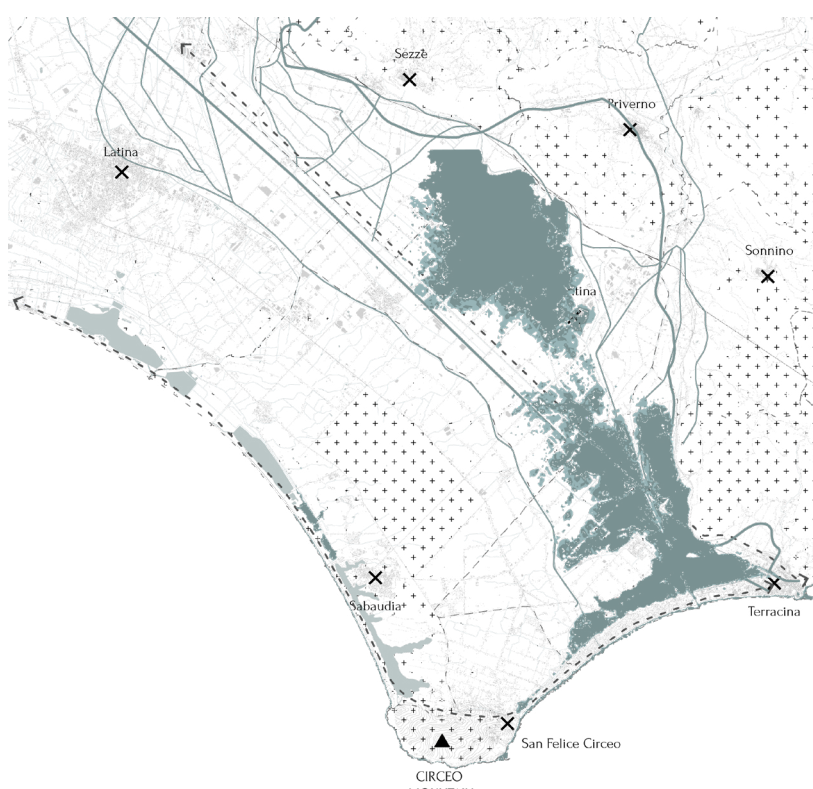 Sezze
Priverno
Latina
Sonnino
tina
Sabaudia
Terracina
San Felice Circeo
CIRCEO